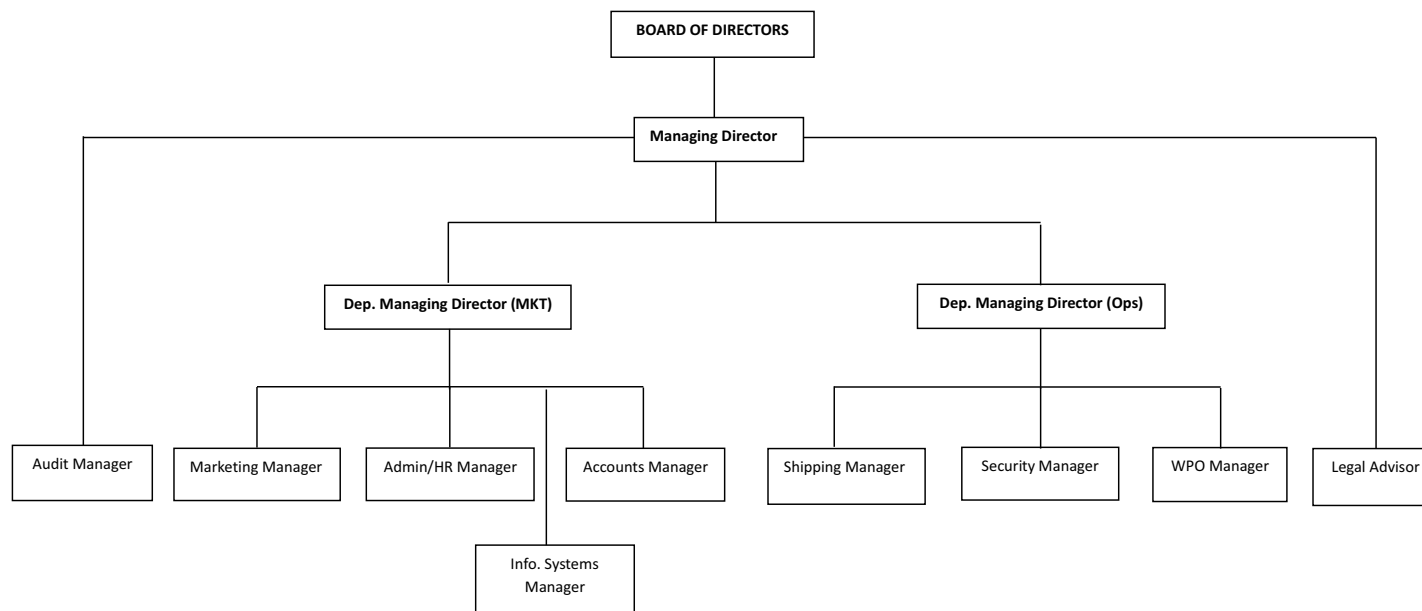 BOARD OF DIRECTORS
Managing Director
Dep. Managing Director (MKT)
Dep. Managing Director (Ops)
Audit Manager
Marketing Manager
Admin/HR Manager
Accounts Manager
Shipping Manager
Security Manager
WPO Manager
Legal Advisor
Info. Systems
Manager